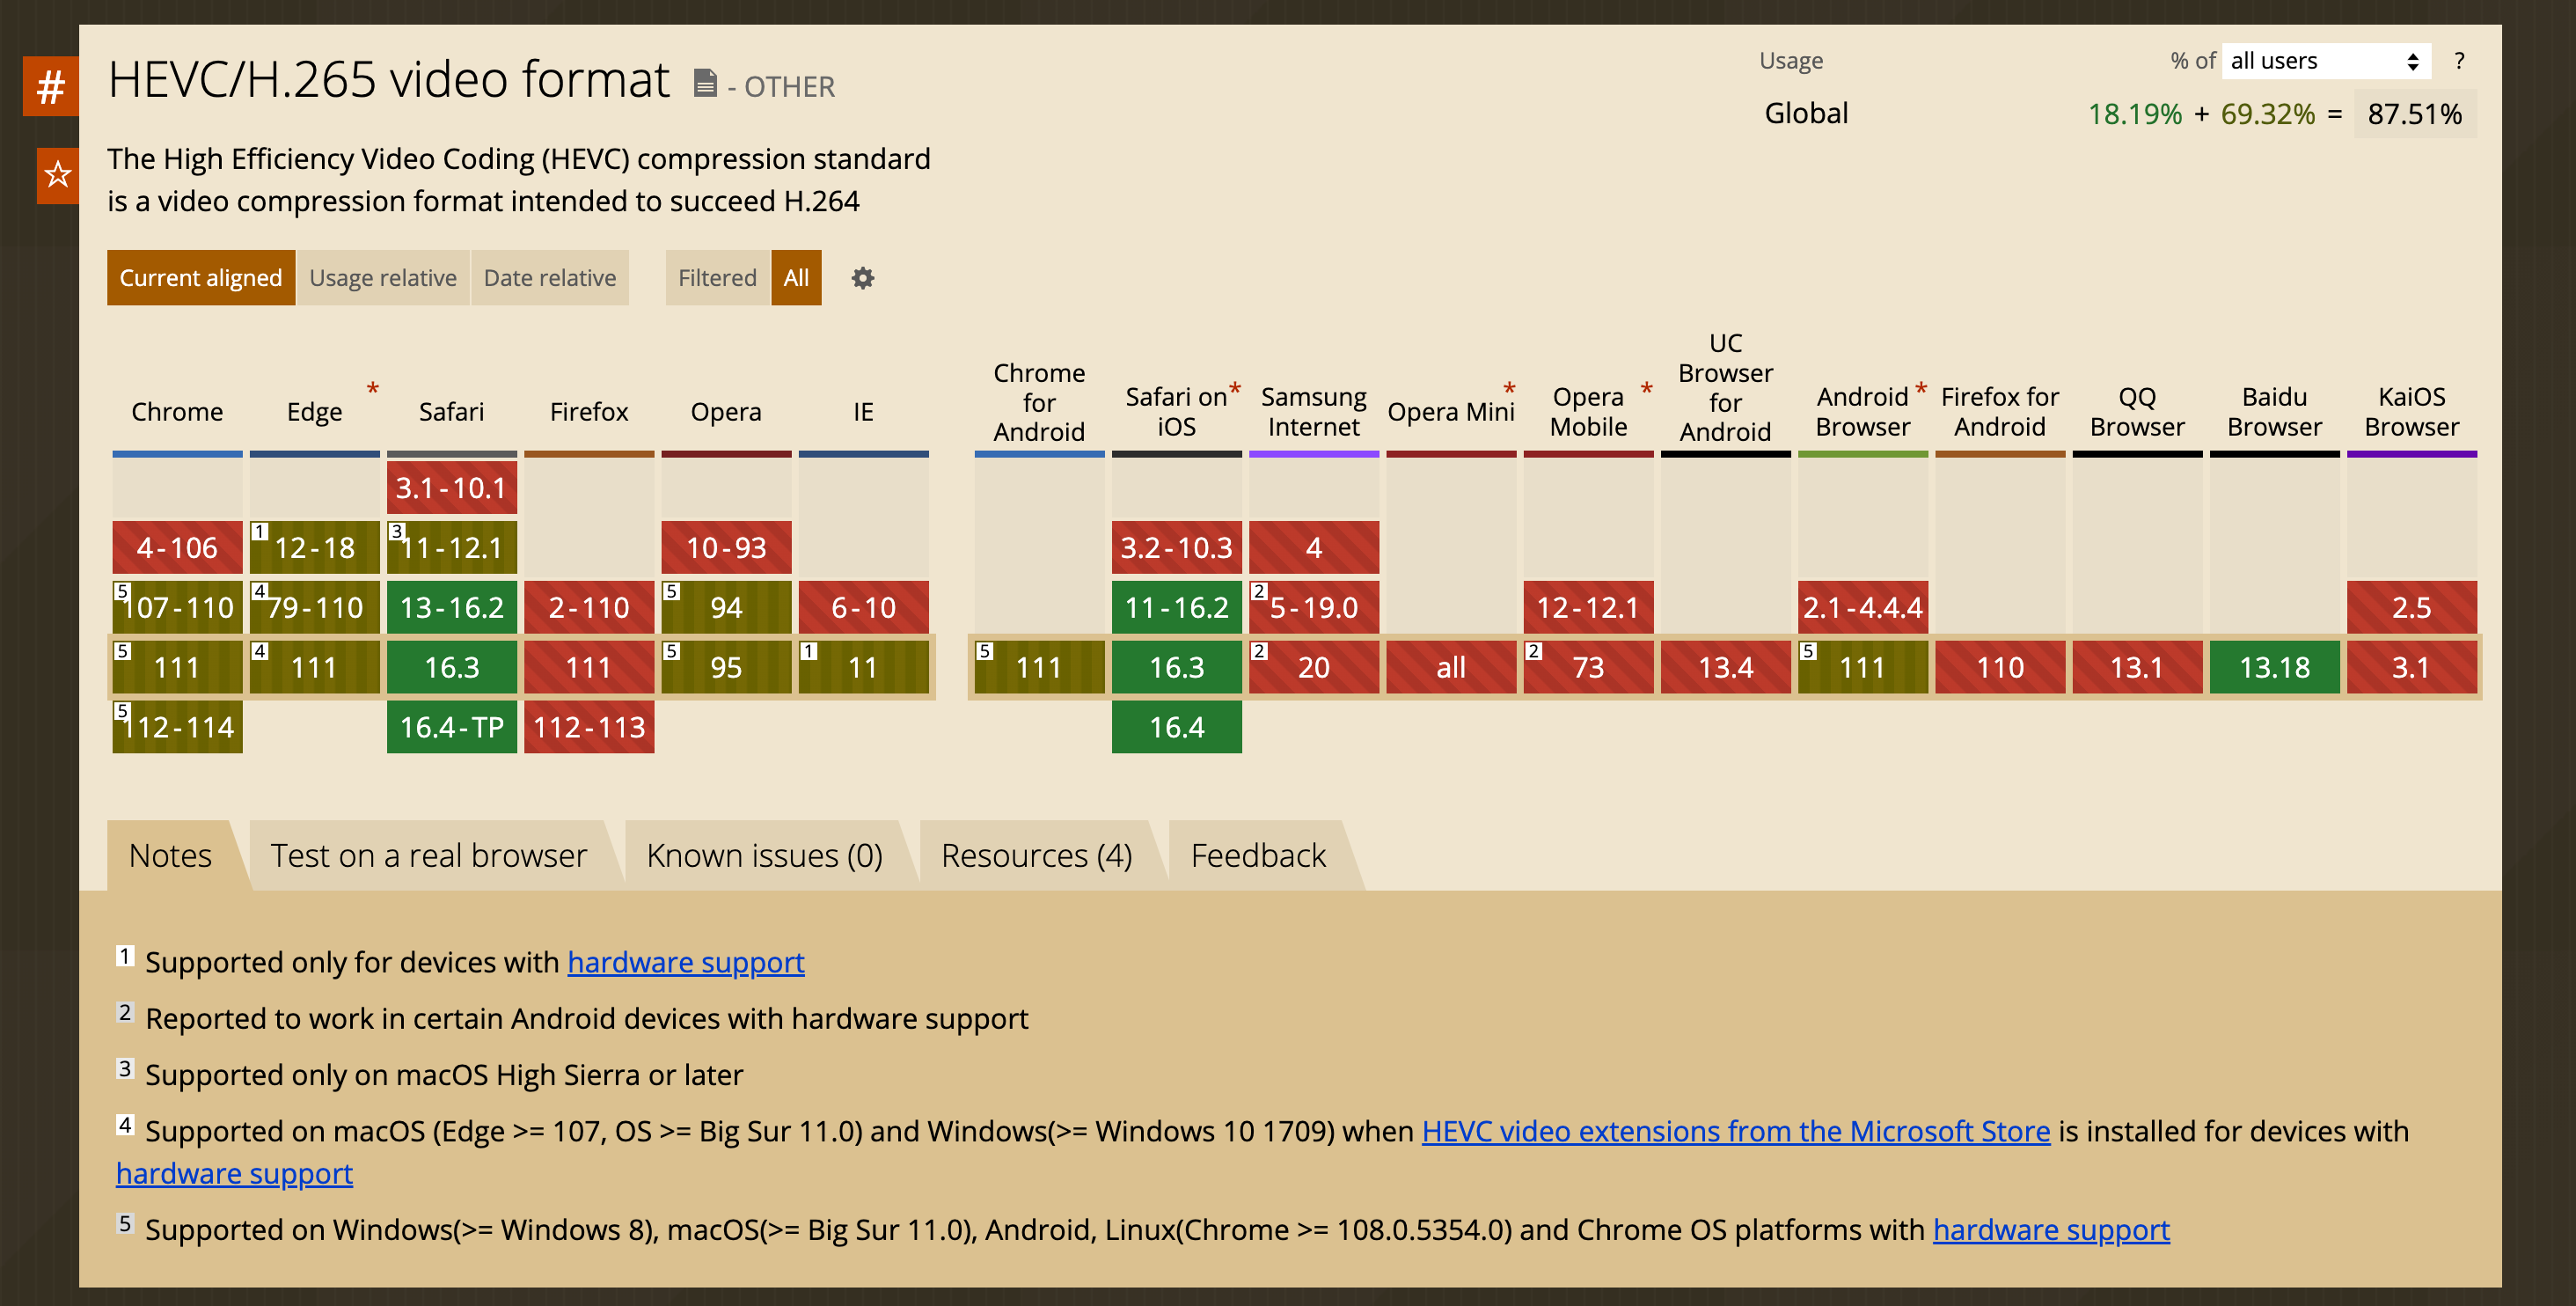 #
HEVC/H.265 video format - OTHER
Usage % of all users ?
Global 18.19% + 69.32% = 87.51%
☆
The High Efficiency Video Coding (HEVC) compression standard
is a video compression format intended to succeed H.264
Current aligned Usage relative Date relative Filtered All
Chrome Edge * Safari Firefox Opera IE
Chrome for Android Safari on iOS * Samsung Internet Opera Mini * Opera Mobile * UC Browser for Android Android Browser * Firefox for Android QQ Browser Baidu Browser KaiOS Browser
3.1-10.1
4-106 1 12-18 3 11-12.1 10-93 3.2-10.3 4
5 107-110 4 79-110 13-16.2 2-110 5 94 6-10 11-16.2 2 5-19.0 12-12.1 2.1-4.4.4 2.5
5 111 4 111 16.3 111 5 95 1 11 5 111 16.3 2 20 all 2 73 13.4 5 111 110 13.1 13.18 3.1
5 112-114 16.4-TP 112-113 16.4
Notes Test on a real browser Known issues (0) Resources (4) Feedback
1 Supported only for devices with hardware support
2 Reported to work in certain Android devices with hardware support
3 Supported only on macOS High Sierra or later
4 Supported on macOS (Edge >= 107, OS >= Big Sur 11.0) and Windows(>= Windows 10 1709) when HEVC video extensions from the Microsoft Store is installed for devices with
hardware support
5 Supported on Windows(>= Windows 8), macOS(>= Big Sur 11.0), Android, Linux(Chrome >= 108.0.5354.0) and Chrome OS platforms with hardware support